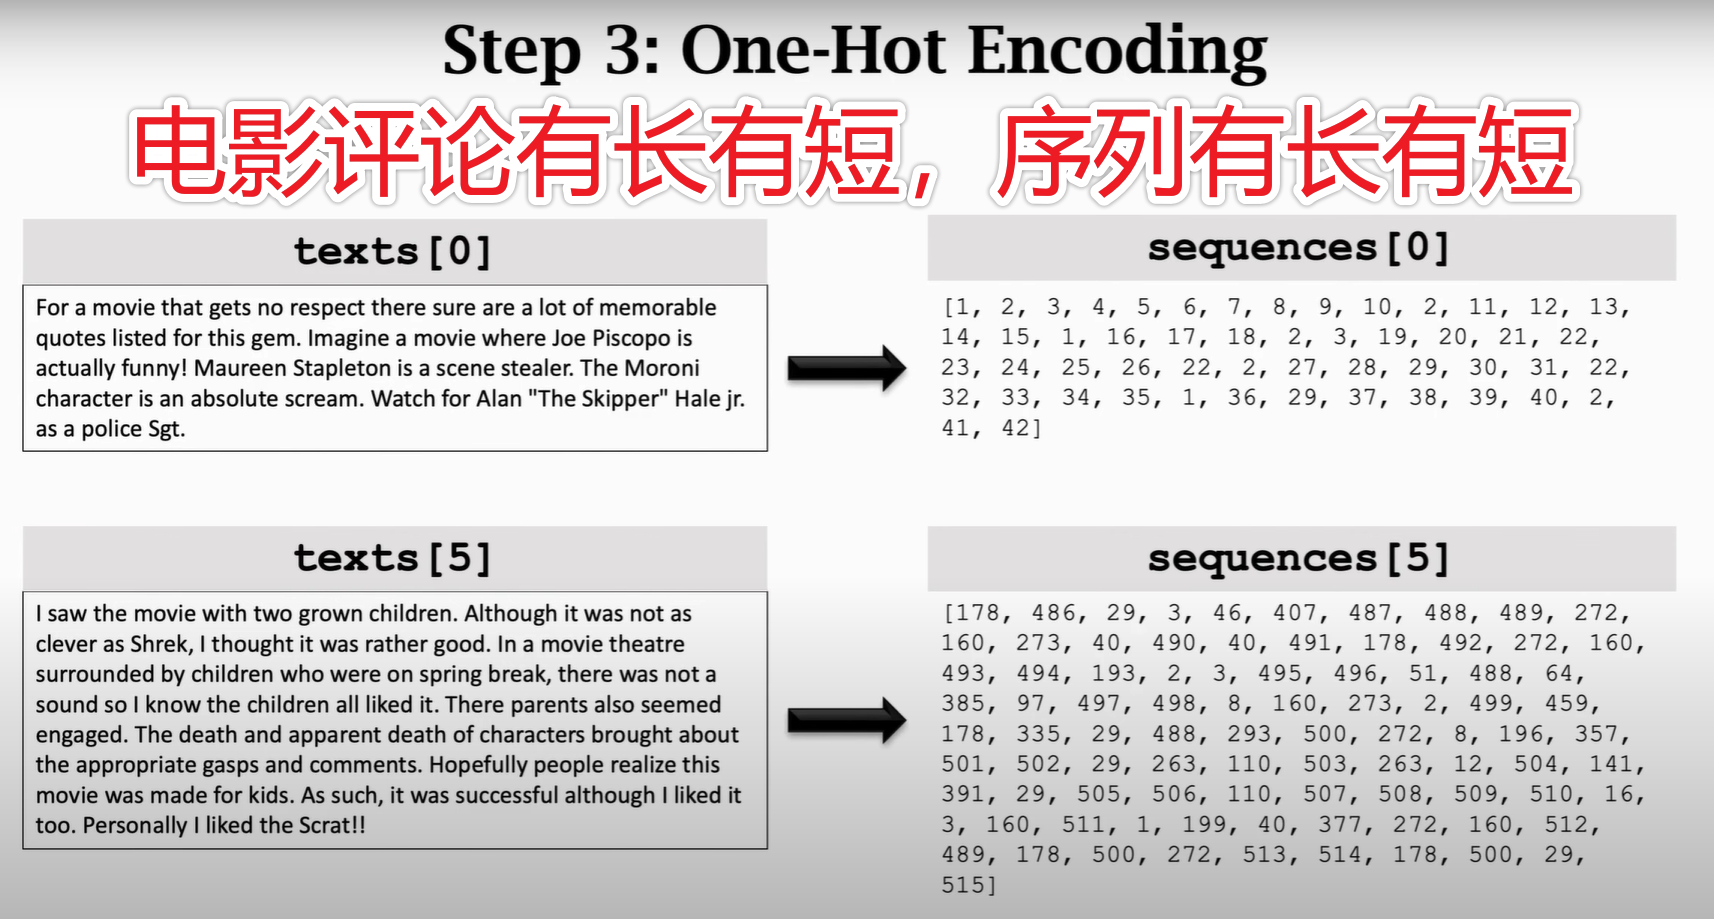 Step 3: One-Hot Encoding
电影评论有长有短，序列有长有短
texts[0]
For a movie that gets no respect there sure are a lot of memorable
quotes listed for this gem. Imagine a movie where Joe Piscopo is
actually funny! Maureen Stapleton is a scene stealer. The Moroni
character is an absolute scream. Watch for Alan "The Skipper" Hale jr.
as a police Sgt.
sequences[0]
[1, 2, 3, 4, 5, 6, 7, 8, 9, 10, 2, 11, 12, 13,
14, 15, 1, 16, 17, 18, 2, 3, 19, 20, 21, 22,
23, 24, 25, 26, 22, 2, 27, 28, 29, 30, 31, 22,
32, 33, 34, 35, 1, 36, 29, 37, 38, 39, 40, 2,
41, 42]
texts[5]
I saw the movie with two grown children. Although it was not as
clever as Shrek, I thought it was rather good. In a movie theatre
surrounded by children who were on spring break, there was not a
sound so I know the children all liked it. There parents also seemed
engaged. The death and apparent death of characters brought about
the appropriate gasps and comments. Hopefully people realize this
movie was made for kids. As such, it was successful although I liked it
too. Personally I liked the Scrat!!
sequences[5]
[178, 486, 29, 3, 46, 407, 487, 488, 489, 272,
160, 273, 40, 490, 40, 491, 178, 492, 272, 160,
493, 494, 193, 2, 3, 495, 496, 51, 488, 64,
385, 97, 497, 498, 8, 160, 273, 2, 499, 459,
178, 335, 29, 488, 293, 500, 272, 8, 196, 357,
501, 502, 29, 263, 110, 503, 263, 12, 504, 141,
391, 29, 505, 506, 110, 507, 508, 509, 510, 16,
3, 160, 511, 1, 199, 40, 377, 272, 160, 512,
489, 178, 500, 272, 513, 514, 178, 500, 29,
515]